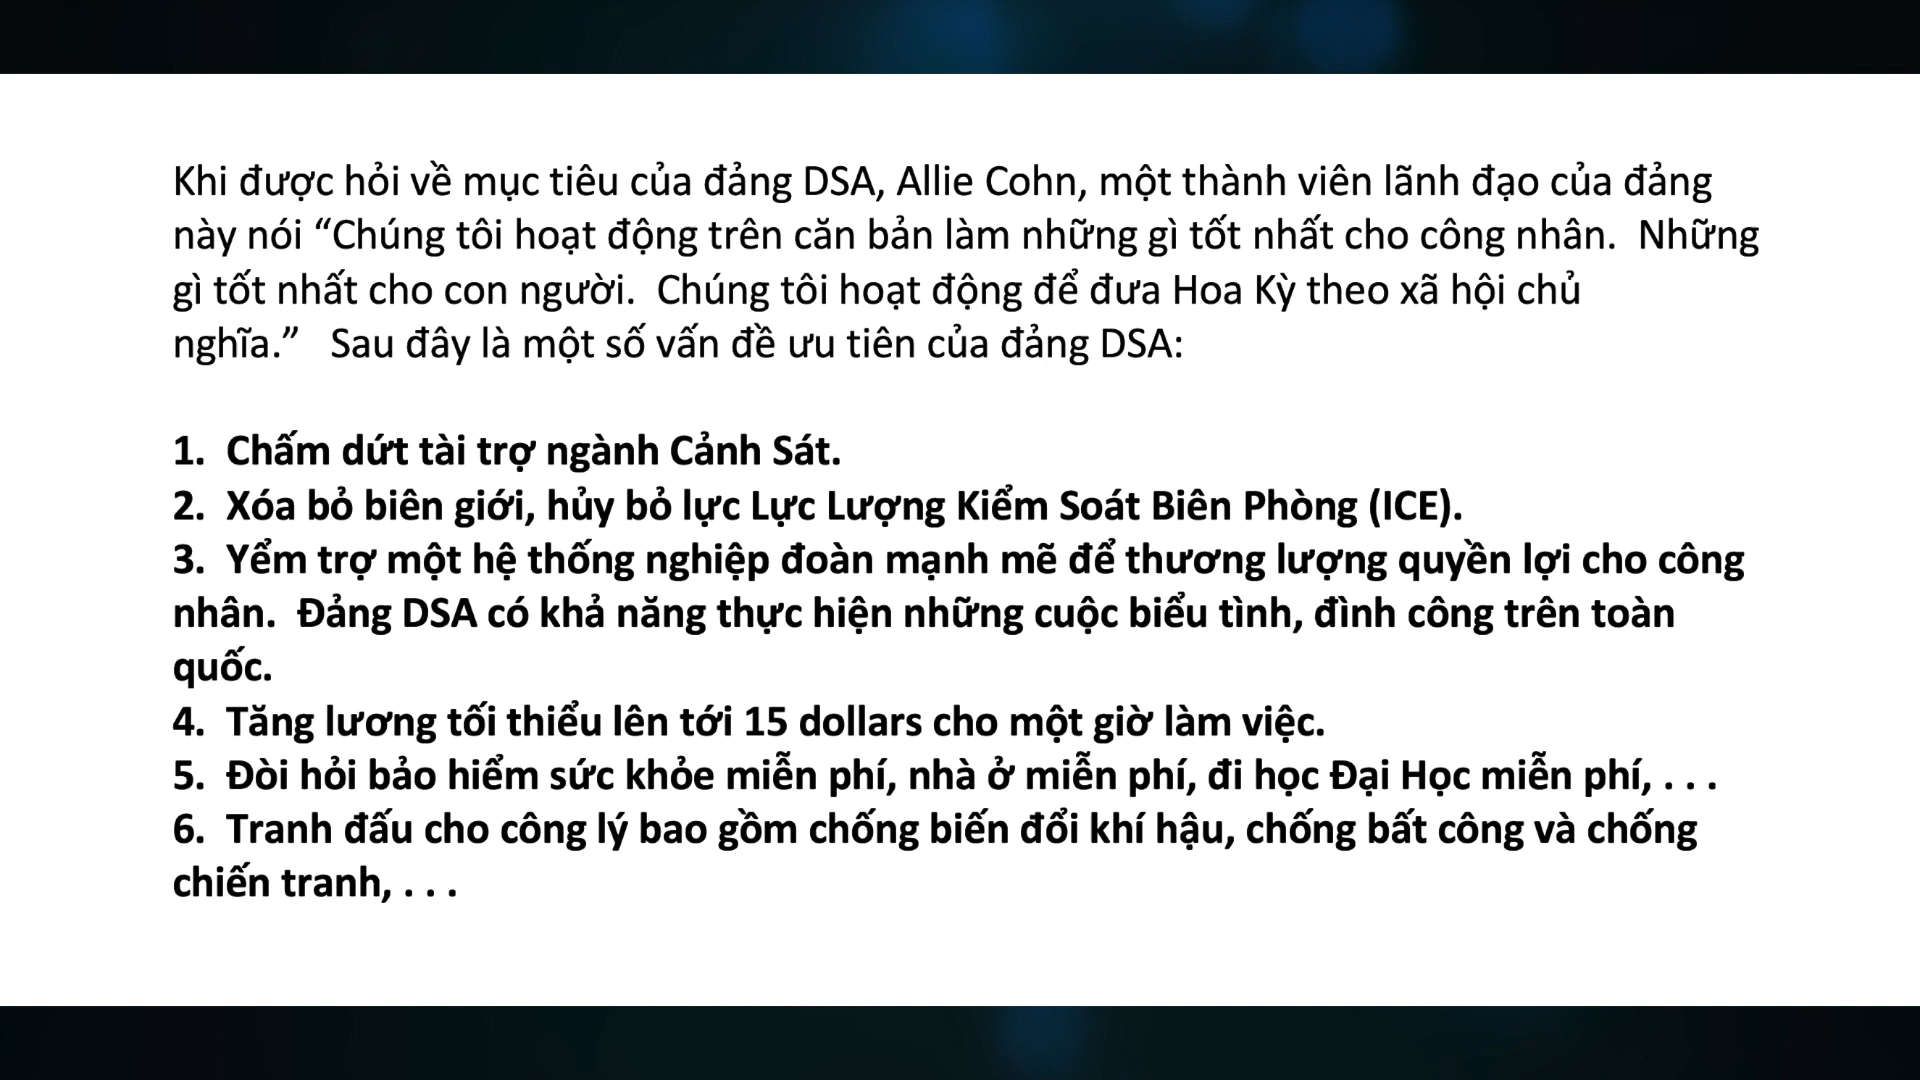 Khi được hỏi về mục tiêu của đảng DSA, Allie Cohn, một thành viên lãnh đạo của đảng
này nói “Chúng tôi hoạt động trên căn bản làm những gì tốt nhất cho công nhân.  Những
gì tốt nhất cho con người.  Chúng tôi hoạt động để đưa Hoa Kỳ theo xã hội chủ
nghĩa.”   Sau đây là một số vấn đề ưu tiên của đảng DSA:
1.  Chấm dứt tài trợ ngành Cảnh Sát.
2.  Xóa bỏ biên giới, hủy bỏ lực Lực Lượng Kiểm Soát Biên Phòng (ICE).
3.  Yểm trợ một hệ thống nghiệp đoàn mạnh mẽ để thương lượng quyền lợi cho công
nhân.  Đảng DSA có khả năng thực hiện những cuộc biểu tình, đình công trên toàn
quốc.
4.  Tăng lương tối thiểu lên tới 15 dollars cho một giờ làm việc.
5.  Đòi hỏi bảo hiểm sức khỏe miễn phí, nhà ở miễn phí, đi học Đại Học miễn phí, . . .
6.  Tranh đấu cho công lý bao gồm chống biến đổi khí hậu, chống bất công và chống
chiến tranh, . . .